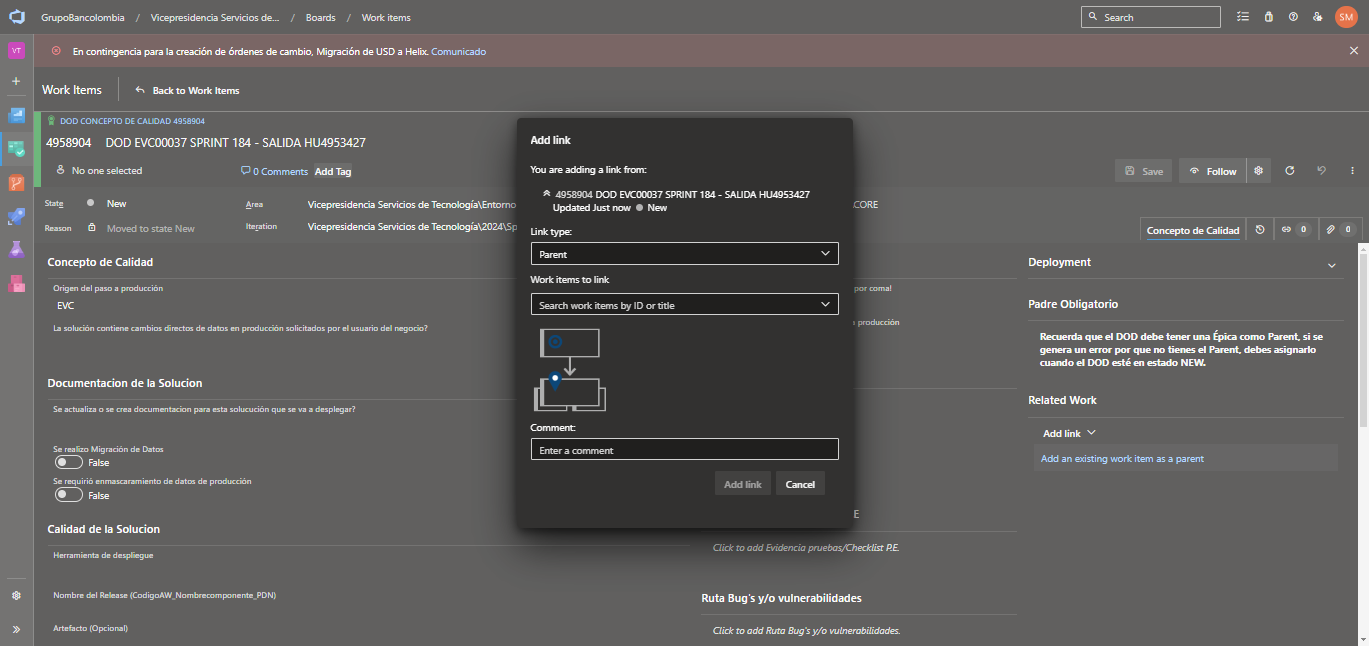 GrupoBancolombia / Vicepresidencia Servicios de... / Boards / Work items
Search
SM
VT
En contingencia para la creación de órdenes de cambio, Migración de USD a Helix. Comunicado
Work Items
Back to Work Items
DOD CONCEPTO DE CALIDAD 4958904
4958904 DOD EVC00037 SPRINT 184 - SALIDA HU4953427
No one selected
0 Comments
Add Tag
Save
Follow
State
New
Area
Vicepresidencia Servicios de Tecnología\Entorno
CORE
Reason
Moved to state New
Iteration
Vicepresidencia Servicios de Tecnología\2024\Sp
Concepto de Calidad
0
0
Concepto de Calidad
Origen del paso a producción
EVC
La solución contiene cambios directos de datos en producción solicitados por el usuario del negocio?
Documentacion de la Solucion
Se actualiza o se crea documentacion para esta solucución que se va a desplegar?
Se realizo Migración de Datos
False
Se requirió enmascaramiento de datos de producción
False
Calidad de la Solucion
Herramienta de despliegue
Nombre del Release (CodigoAW_Nombrecomponente_PDN)
Artefacto (Opcional)
Add link
You are adding a link from:
4958904 DOD EVC00037 SPRINT 184 - SALIDA HU4953427
Updated Just now New
Link type:
Parent
Work items to link
Search work items by ID or title
Comment:
Enter a comment
Add link
Cancel
por coma!
producción
E
Click to add Evidencia pruebas/Checklist P.E.
Ruta Bug's y/o vulnerabilidades
Click to add Ruta Bug's y/o vulnerabilidades.
Deployment
Padre Obligatorio
Recuerda que el DOD debe tener una Épica como Parent, si se
genera un error por que no tienes el Parent, debes asignarlo
cuando el DOD esté en estado NEW.
Related Work
Add link
Add an existing work item as a parent